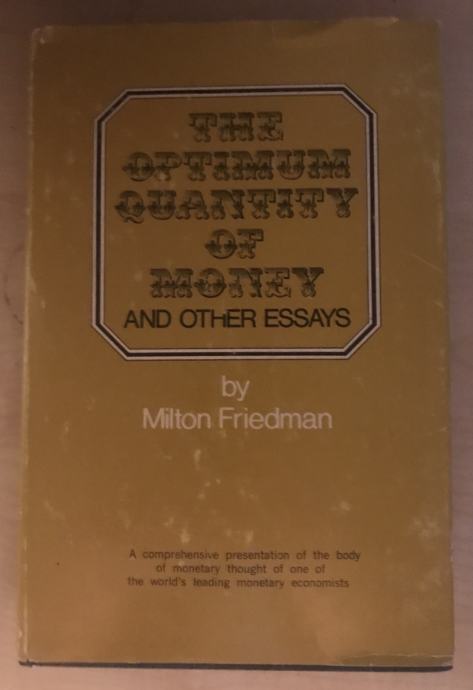 THE
OPTIMUM
QUANTITY
OF
MONEY
AND OTHER ESSAYS
by
Milton Friedman
A comprehensive presentation of the body
of monetary thought of one of
the world's leading monetary economists